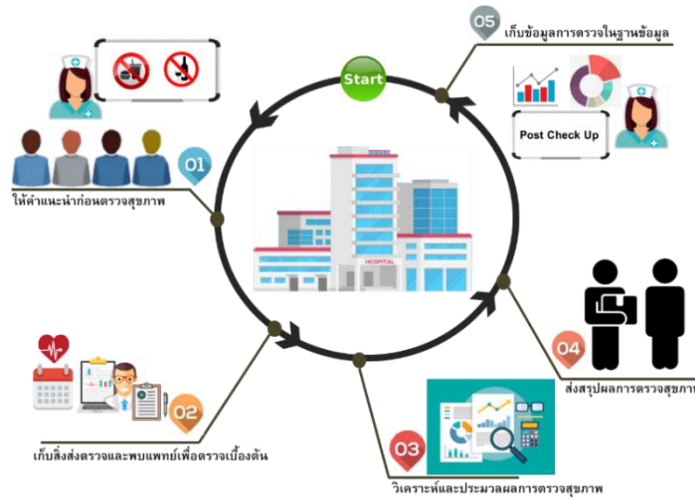 Start
01
ให้คำแนะนำก่อนตรวจสุขภาพ
02
เก็บสิ่งส่งตรวจและพบแพทย์เพื่อตรวจเบื้องต้น
03
วิเคราะห์และประมวลผลการตรวจสุขภาพ
04
ส่งสรุปผลการตรวจสุขภาพ
05
เก็บข้อมูลการตรวจในฐานข้อมูล
Post Check Up
HOSPITAL